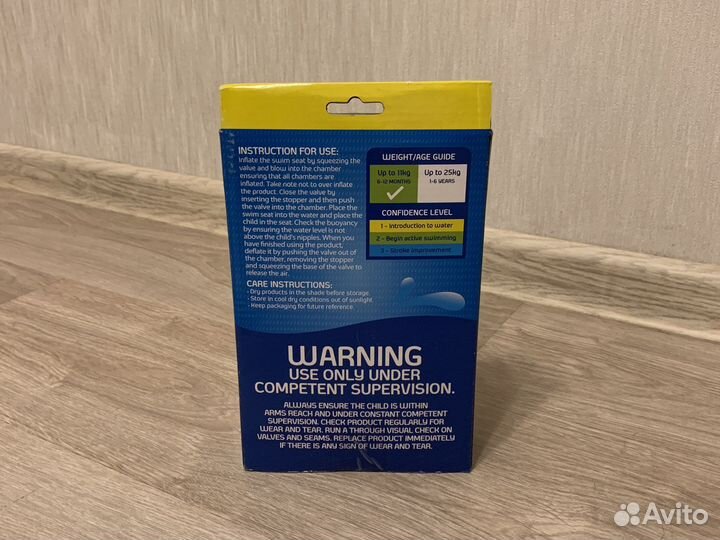 INSTRUCTION FOR USE:
Inflate the swim seat by squeezing the
valve and blow into the chamber
ensuring that all chambers are
inflated. Take note not to over inflate
the product. Close the valve by
inserting the stopper and then push
the valve into the chamber. Place the
swim seat into the water and place the
child in the seat. Check the buoyancy
by ensuring the water level is not
above the child's nipples. When you
have finished using the product,
deflate it by pushing the valve out of
the chamber, removing the stopper
and squeezing the base of the valve to
release the air.
CARE INSTRUCTIONS:
• Dry products in the shade before storage.
• Store in cool dry conditions out of sunlight.
• Keep packaging for future reference
WEIGHT/AGE GUIDE
Up to 11kg
6-12 MONTHS
Up to 25kg
1-6 YEARS
CONFIDENCE LEVEL
1 - Introduction to water
2 - Begin active swimming
3 - Stroke improvement
WARNING
USE ONLY UNDER
COMPETENT SUPERVISION.
ALWAYS ENSURE THE CHILD IS WITHIN
ARMS REACH AND UNDER CONSTANT COMPETENT
SUPERVISION. CHECK PRODUCT REGULARLY FOR
WEAR AND TEAR. RUN A THROUGH VISUAL CHECK ON
VALVES AND SEAMS. REPLACE PRODUCT IMMEDIATELY
IF THERE IS ANY SIGN OF WEAR AND TEAR.
Avito